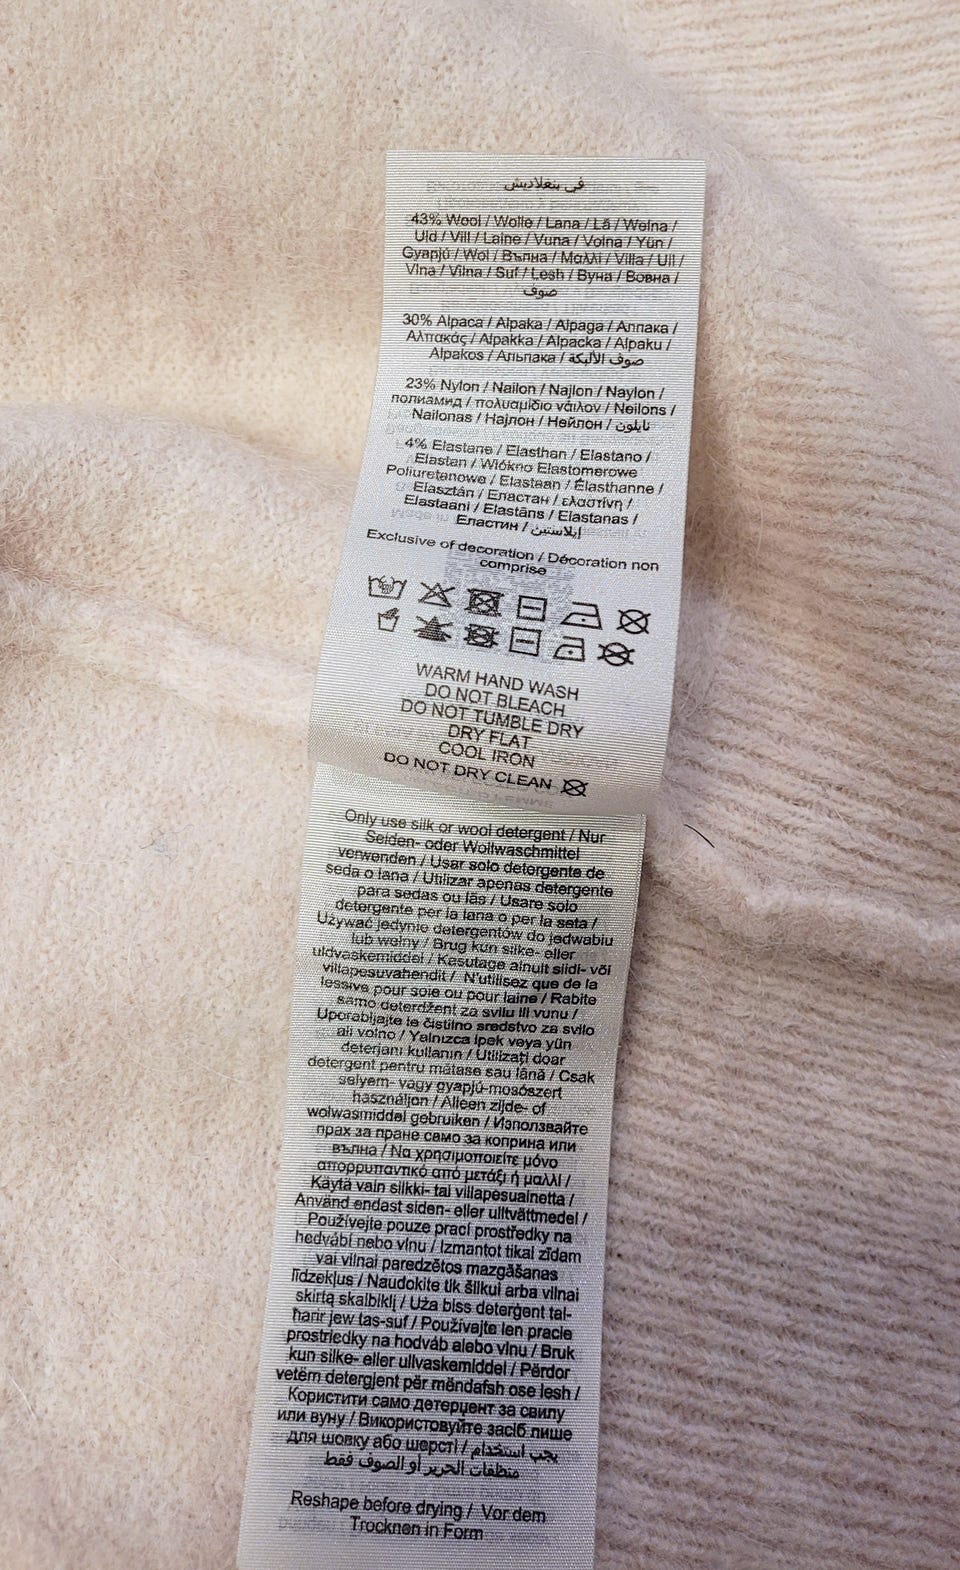 في بنغلاديش
43% Wool / Wolle / Lana / Lã / Wełna /
Uld / Vill / Laine / Vuna / Volna / Yün /
Gyapjú / Wol / Вълна / Μαλλί / Villa / Ull /
Vlna / Vilna / Suf / Lesh / Вуна / Вовна /
صوف
30% Alpaca / Alpaka / Alpaga / Алпака /
Αλπακάς / Alpakka / Alpacka / Alpaku /
Alpakos / Альпака / صوف الألبكة
23% Nylon / Nailon / Najlon / Naylon /
полиамид / πολυαμίδιο νάιλον / Neilons /
Nailonas / Најлон / Нейлон / نايلون
4% Elastane / Elasthan / Elastano /
Elastan / Włókno Elastomerowe
Poliuretanowe / Elastaan / Élasthanne /
Elasztán / Еластан / ελαστίνη /
Elastaani / Elastāns / Elastanas /
Еластин / إيلاستين
Exclusive of decoration / Décoration non
comprise
WARM HAND WASH
DO NOT BLEACH
DO NOT TUMBLE DRY
DRY FLAT
COOL IRON
DO NOT DRY CLEAN
Only use silk or wool detergent / Nur
Seiden- oder Wollwaschmittel
verwenden / Usar solo detergente de
seda o lana / Utilizar apenas detergente
para sedas ou lãs / Usare solo
detergente per la lana o per la seta /
Używać jedynie detergentów do jedwabiu
lub wełny / Brug kun silke- eller
uldvaskemiddel / Kasutage ainult siidi- või
villapesuvahendit / N'utilisez que de la
lessive pour soie ou pour laine / Rabite
samo deterdžent za svilu ili vunu /
Uporabljajte le čistilno sredstvo za svilo
ali volno / Yalnızca ipek veya yün
deterjanı kullanın / Utilizați doar
detergent pentru mătase sau lână / Csak
selyem- vagy gyapjú-mosószert
használjon / Alleen zijde- of
wolwasmiddel gebruiken / Използвайте
прах за пране само за коприна или
вълна / Να χρησιμοποιείτε μόνο
απορρυπαντικό από μετάξι ή μαλλί /
Käytä vain silkki- tai villapesuainetta /
Använd endast siden- eller ulltvättmedel /
Používejte pouze prací prostředky na
hedvábí nebo vlnu / Izmantot tikai zīdam
vai vilnai paredzētos mazgāšanas
līdzekļus / Naudokite tik šilkui arba vilnai
skirtą skalbiklį / Uża biss deterġent tal-
ħarir jew tas-suf / Používajte len pracie
prostriedky na hodváb alebo vlnu / Bruk
kun silke- eller ullvaskemiddel / Përdor
vetëm detergjent për mëndafsh ose lesh /
Користити само детерџент за свилу
или вуну / Використовуйте засіб лише
для шовку або шерсті / يجب استخدام
منظفات الحرير أو الصوف فقط
Reshape before drying / Vor dem
Trocknen in Form